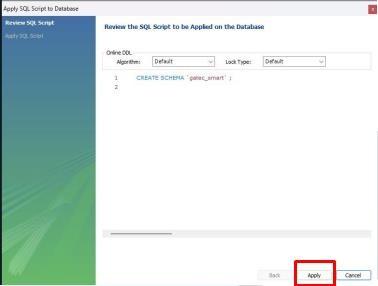 Apply SQL Script to Database
x
Review SQL Script
Apply SQL Script
Review the SQL Script to be Applied on the Database
Online DDL
Algorithm: Default Lock Type: Default
1 CREATE SCHEMA `gatec_smart` ;
2
Back Apply Cancel